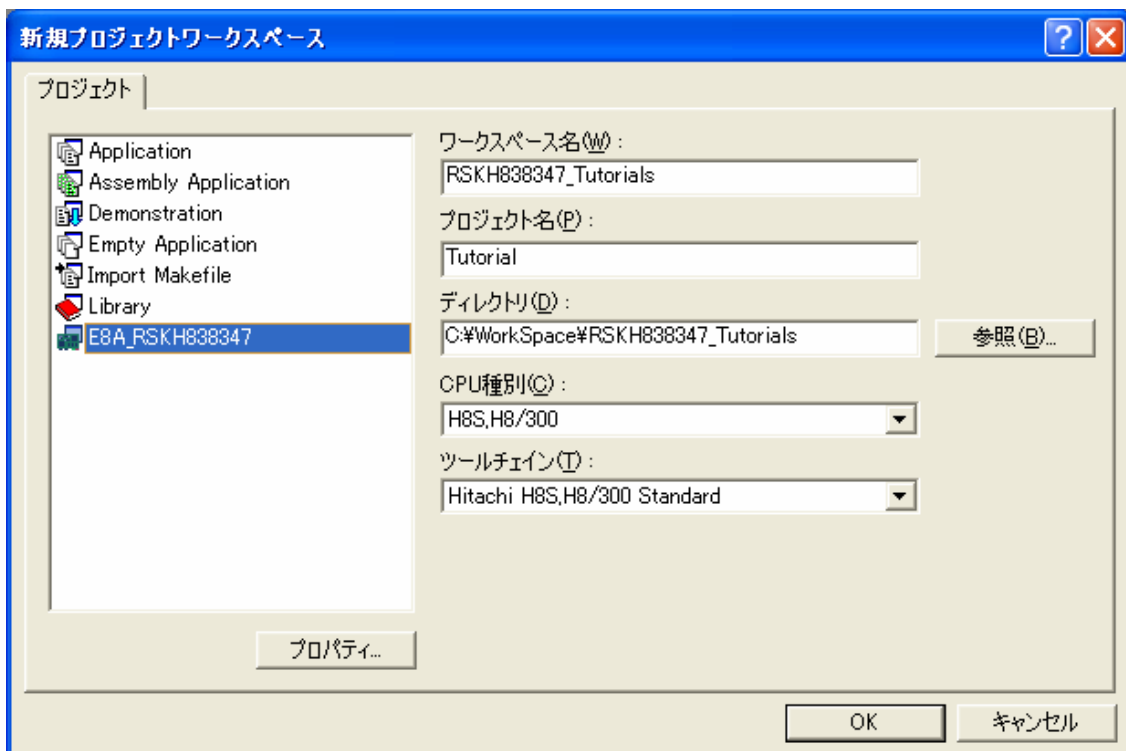 新規プロジェクトワークスペース
プロジェクト
Application
Assembly Application
Demonstration
Empty Application
Import Makefile
Library
E8A_RSKH838347
プロパティ...
ワークスペース名(W) :
RSKH838347_Tutorials
プロジェクト名(P) :
Tutorial
ディレクトリ(D) :
C:¥WorkSpace¥RSKH838347_Tutorials
参照(B)...
CPU種別(C) :
H8S,H8/300
ツールチェイン(T) :
Hitachi H8S,H8/300 Standard
OK
キャンセル